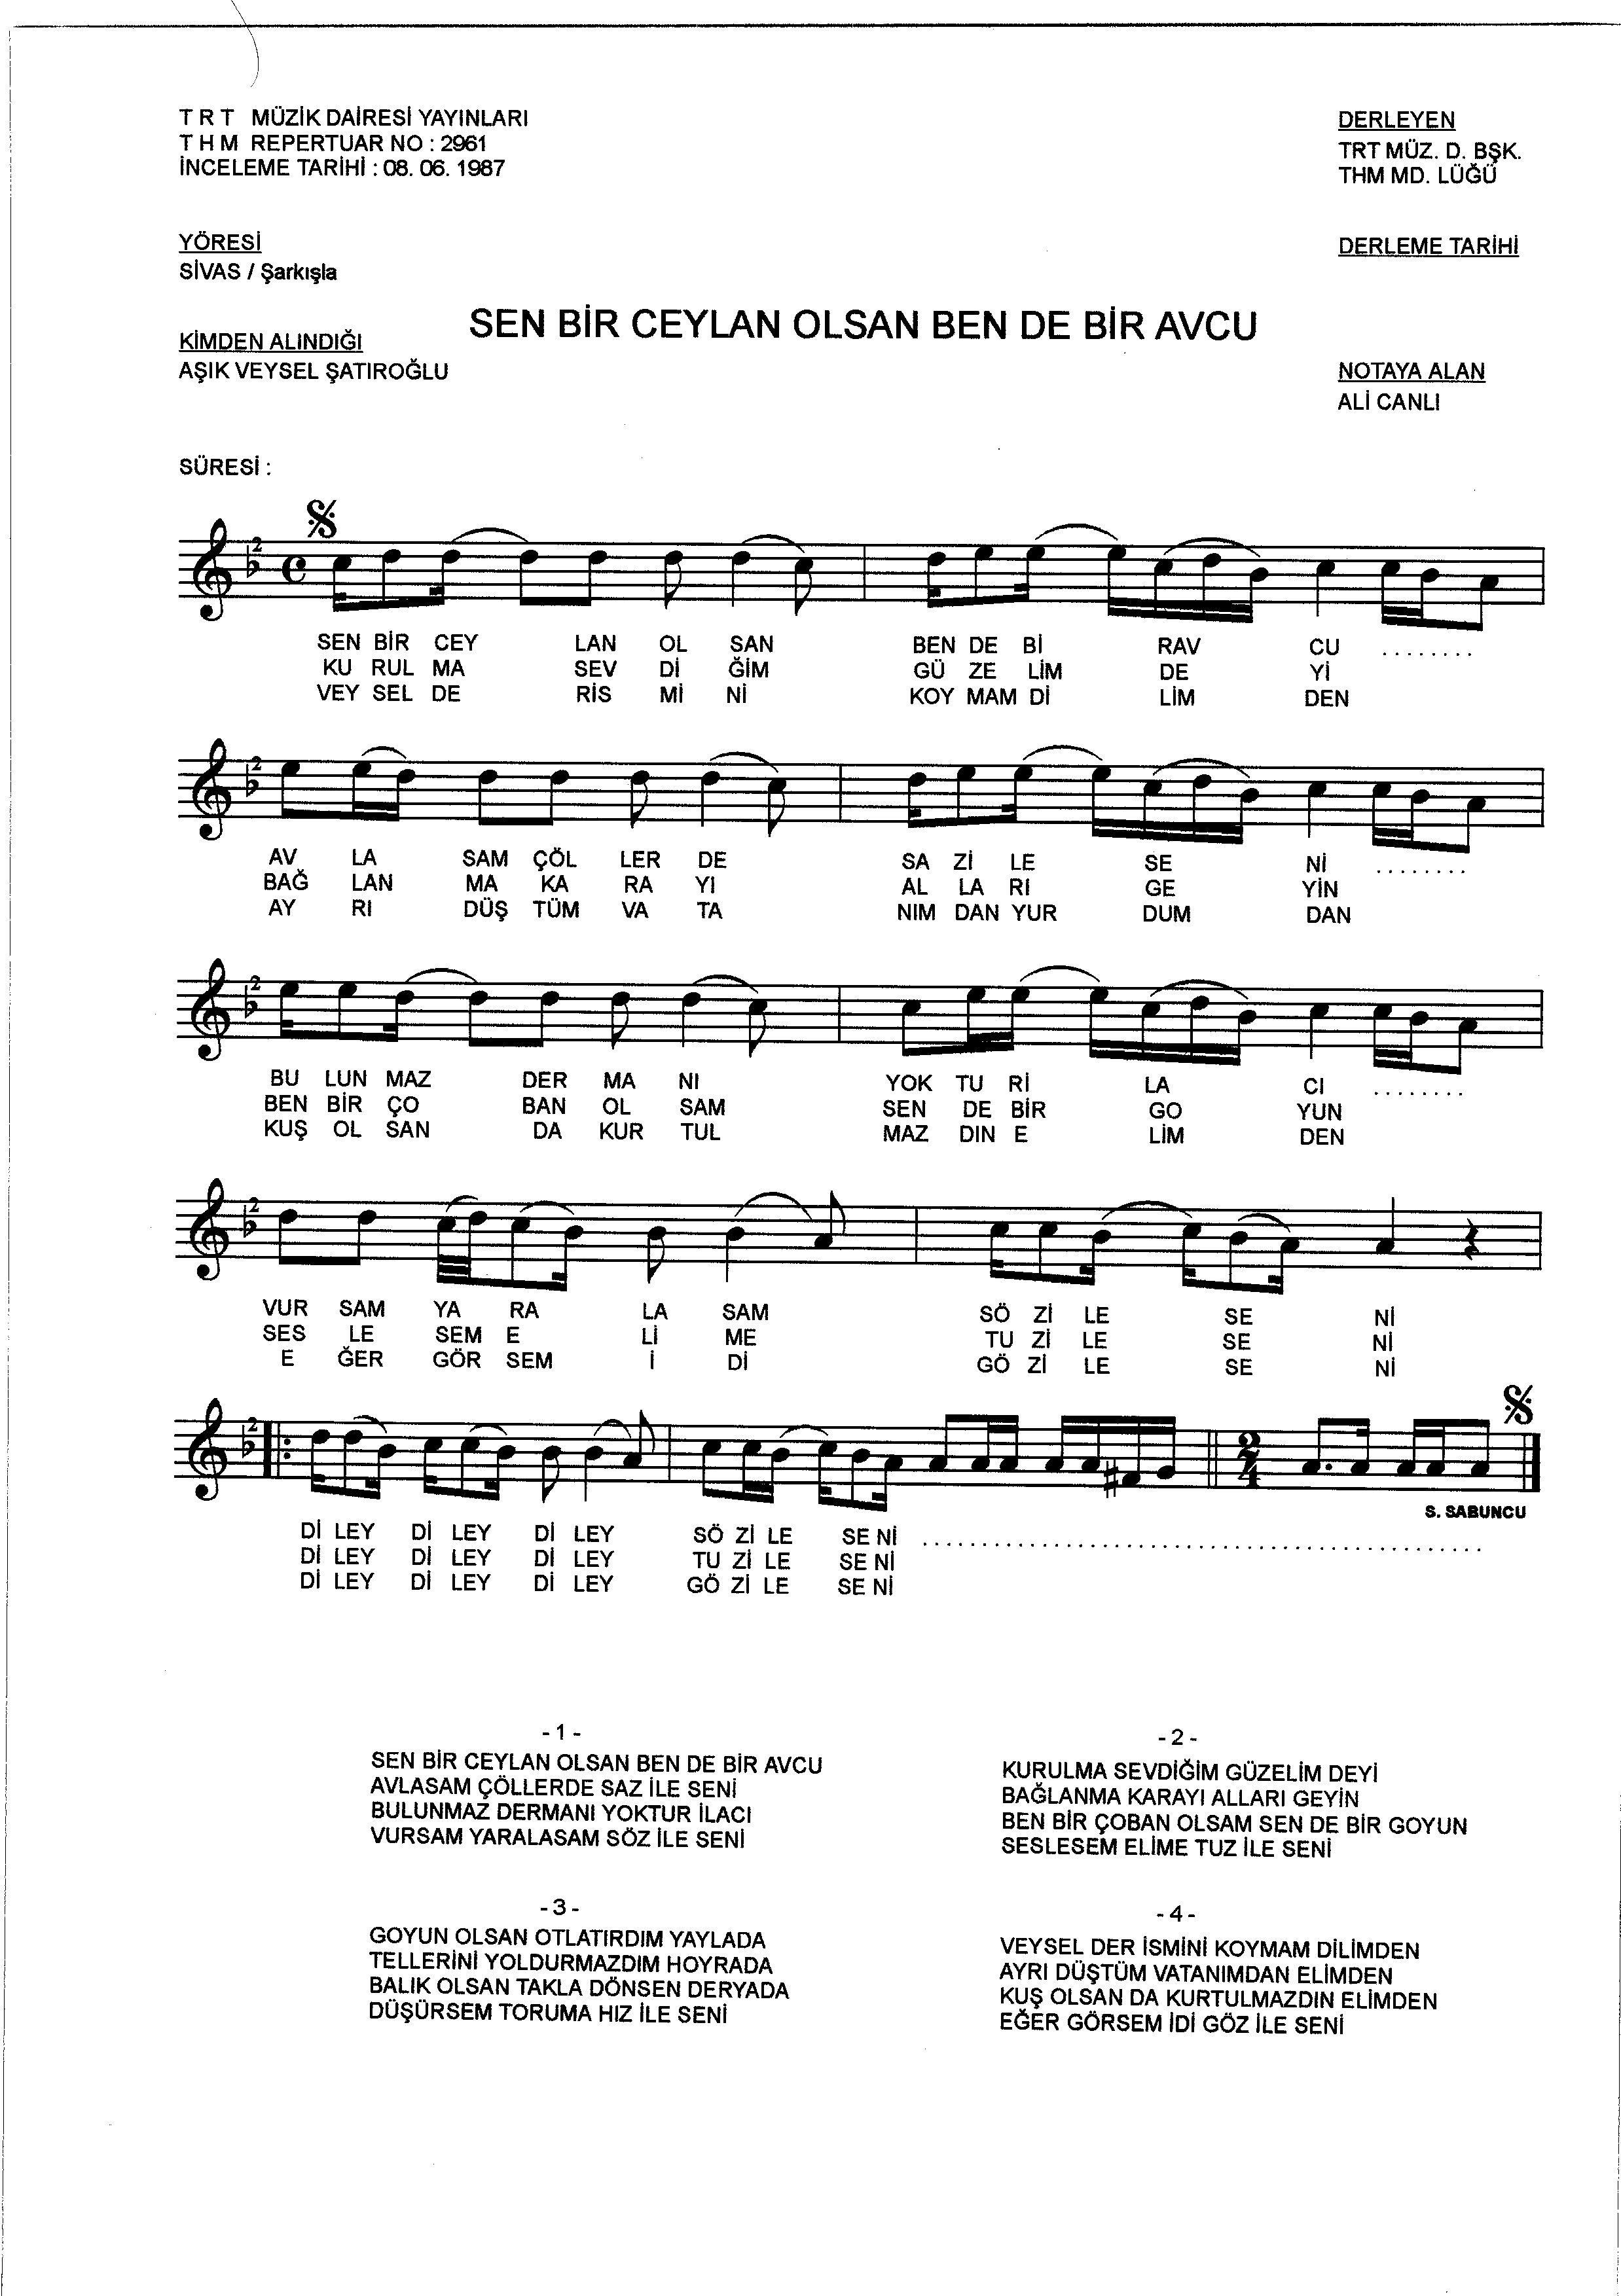 T R T MÜZİK DAİRESİ YAYINLARI
T H M REPERTUAR NO : 2961
İNCELEME TARİHİ : 08. 06. 1987
DERLEYEN
TRT MÜZ. D. BŞK.
THM MD. LÜĞÜ
YÖRESİ
SİVAS / Şarkışla
DERLEME TARİHİ
SEN BİR CEYLAN OLSAN BEN DE BİR AVCU
KİMDEN ALINDIĞI
AŞIK VEYSEL ŞATIROĞLU
NOTAYA ALAN
ALİ CANLI
SÜRESİ :
SEN BİR CEY LAN OL SAN BEN DE Bİ RAV CU ........
KU RUL MA SEV Dİ ĞİM GÜ ZE LİM DE Yİ
VEY SEL DE RİS Mİ Nİ KOY MAM Dİ LİM DEN
AV LA SAM ÇÖL LER DE SA Zİ LE SE Nİ ........
BAĞ LAN MA KA RA YI AL LA RI GE YİN
AY RI DÜŞ TÜM VA TA NIM DAN YUR DUM DAN
BU LUN MAZ DER MA NI YOK TU Rİ LA CI ........
BEN BİR ÇO BAN OL SAM SEN DE BİR GO YUN
KUŞ OL SAN DA KUR TUL MAZ DIN E LİM DEN
VUR SAM YA RA LA SAM SÖ Zİ LE SE Nİ
SES LE SEM E Lİ ME TU Zİ LE SE Nİ
E ĞER GÖR SEM İ Dİ GÖ Zİ LE SE Nİ
2
4
S. SABUNCU
Dİ LEY Dİ LEY Dİ LEY SÖ Zİ LE SE Nİ ................................................
Dİ LEY Dİ LEY Dİ LEY TU Zİ LE SE Nİ
Dİ LEY Dİ LEY Dİ LEY GÖ Zİ LE SE Nİ
- 1 -
SEN BİR CEYLAN OLSAN BEN DE BİR AVCU
AVLASAM ÇÖLLERDE SAZ İLE SENİ
BULUNMAZ DERMANI YOKTUR İLACI
VURSAM YARALASAM SÖZ İLE SENİ
- 2 -
KURULMA SEVDİĞİM GÜZELİM DEYİ
BAĞLANMA KARAYI ALLARI GEYİN
BEN BİR ÇOBAN OLSAM SEN DE BİR GOYUN
SESLESEM ELİME TUZ İLE SENİ
- 3 -
GOYUN OLSAN OTLATIRDIM YAYLADA
TELLERİNİ YOLDURMAZDIM HOYRADA
BALIK OLSAN TAKLA DÖNSEN DERYADA
DÜŞÜRSEM TORUMA HIZ İLE SENİ
- 4 -
VEYSEL DER İSMİNİ KOYMAM DİLİMDEN
AYRI DÜŞTÜM VATANIMDAN ELİMDEN
KUŞ OLSAN DA KURTULMAZDIN ELİMDEN
EĞER GÖRSEM İDİ GÖZ İLE SENİ